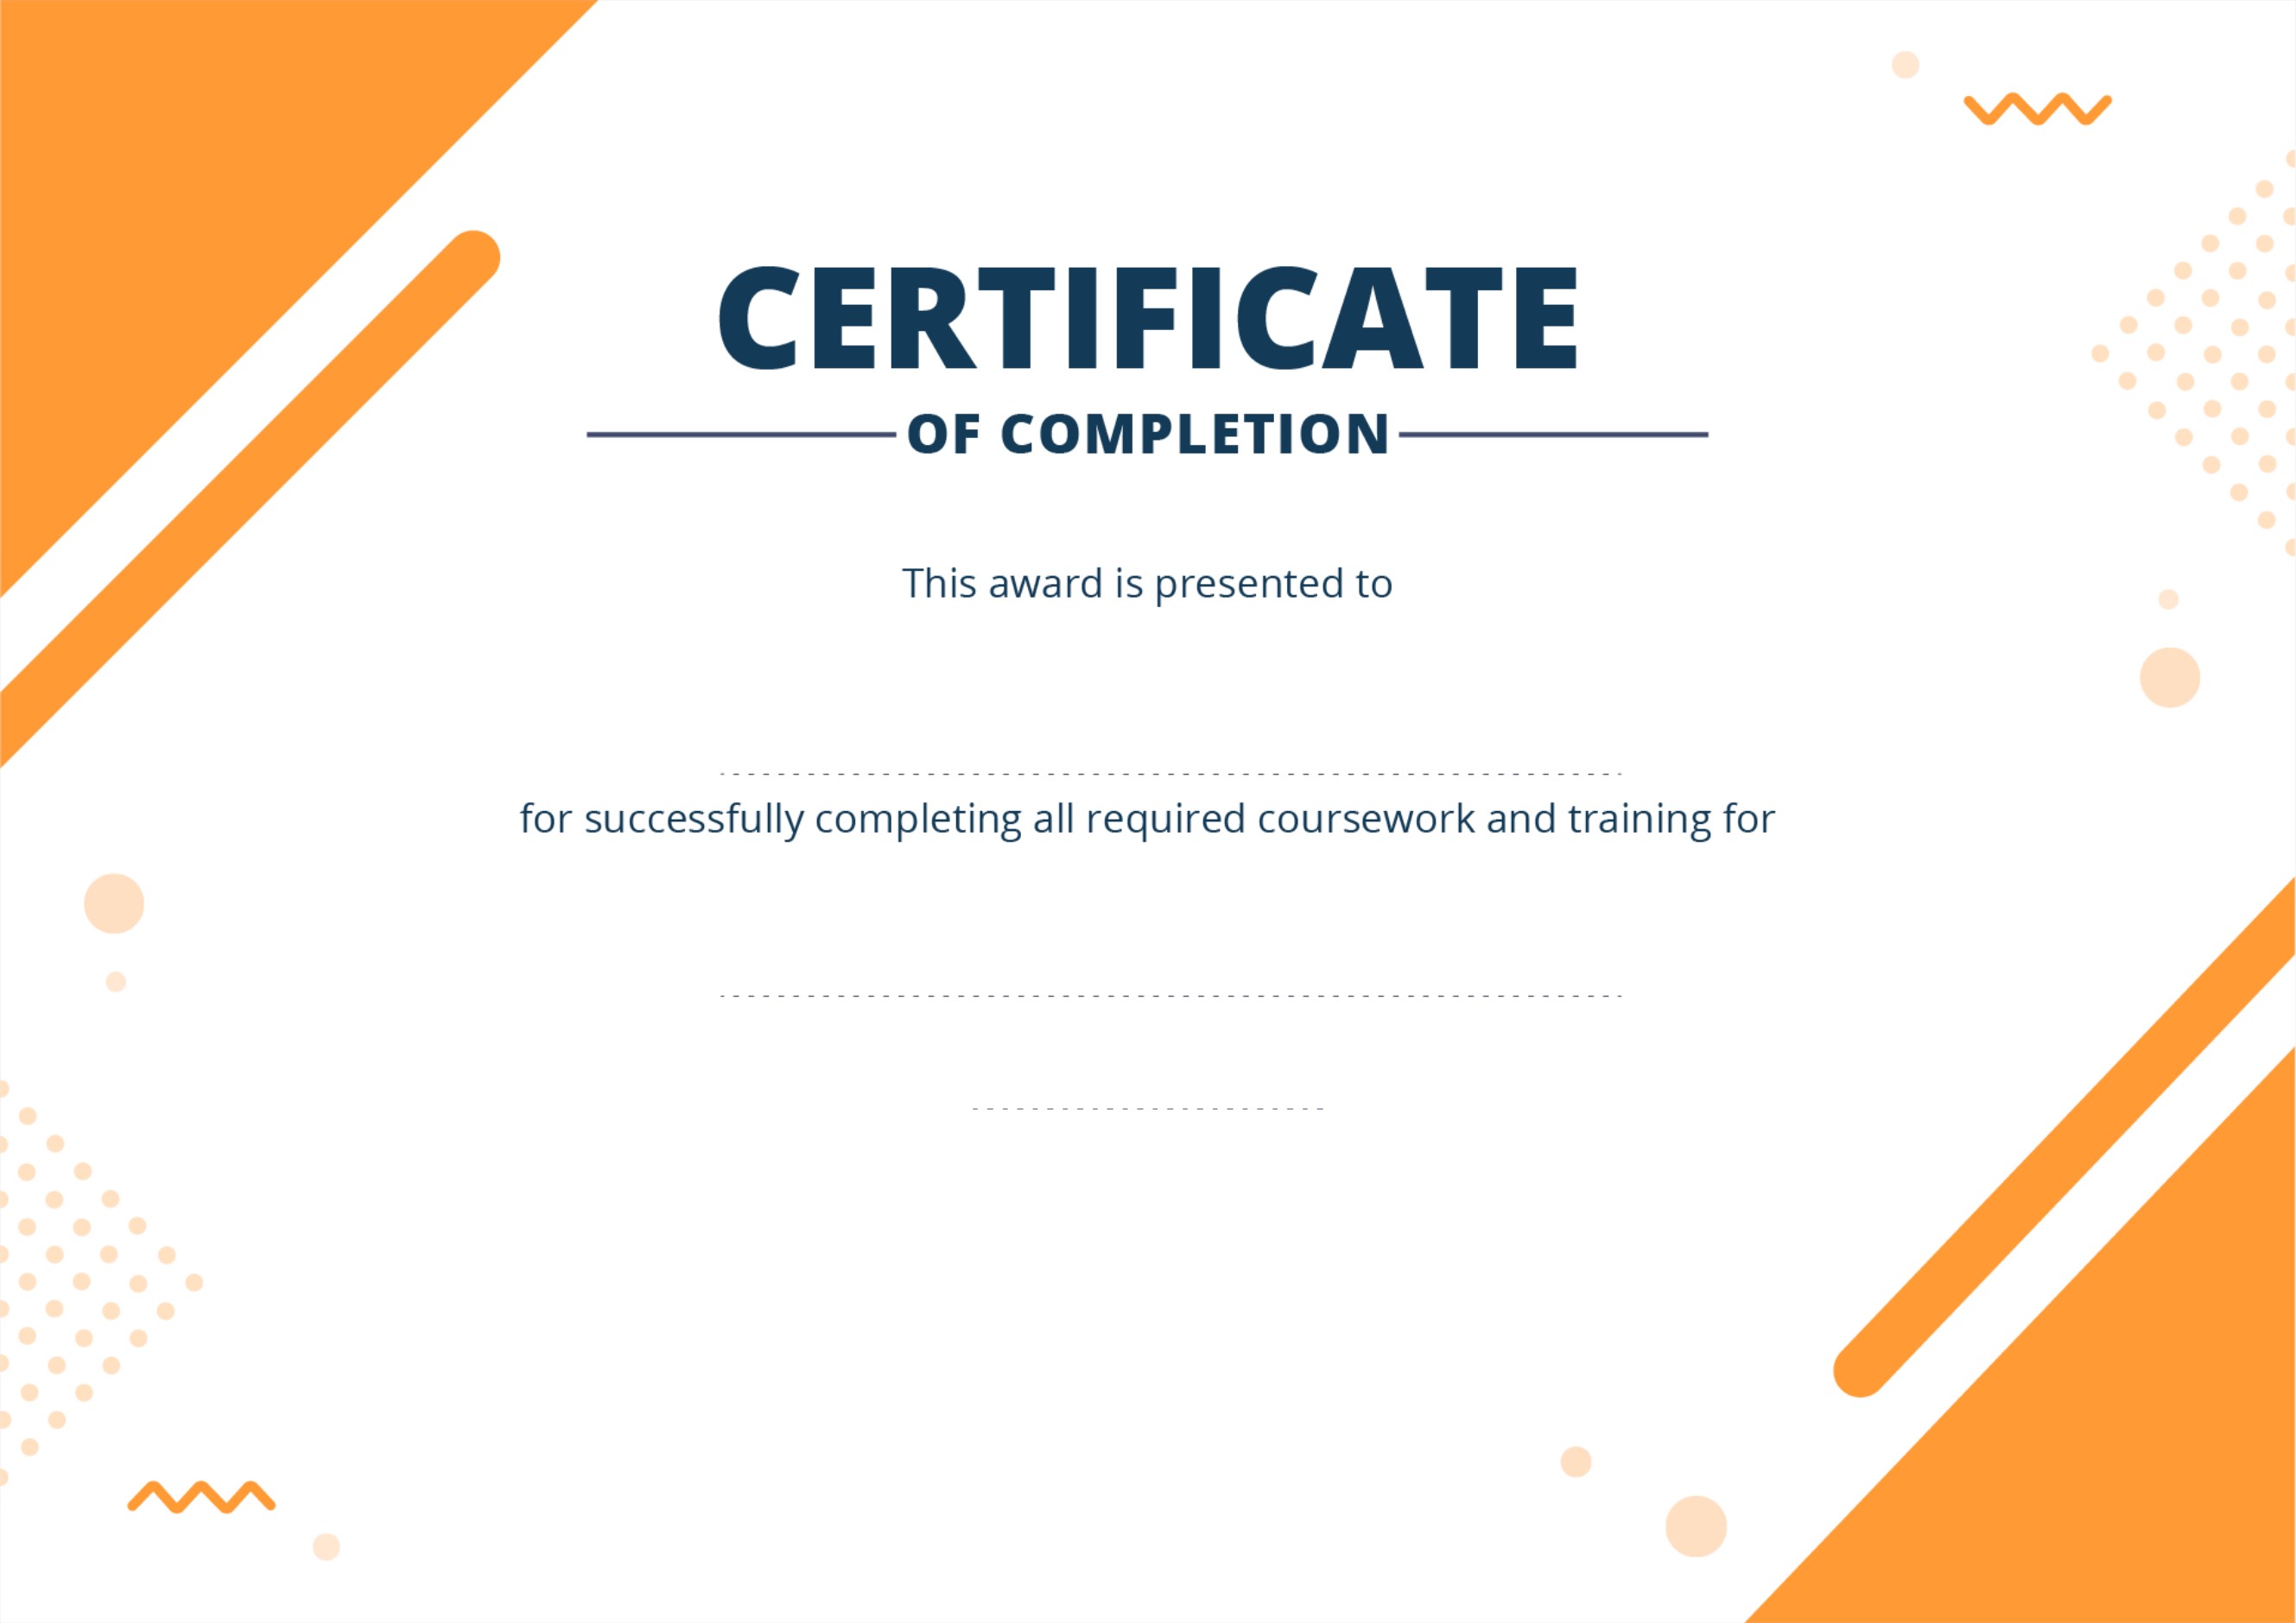 CERTIFICATE
OF COMPLETION
This award is presented to
for successfully completing all required coursework and training for